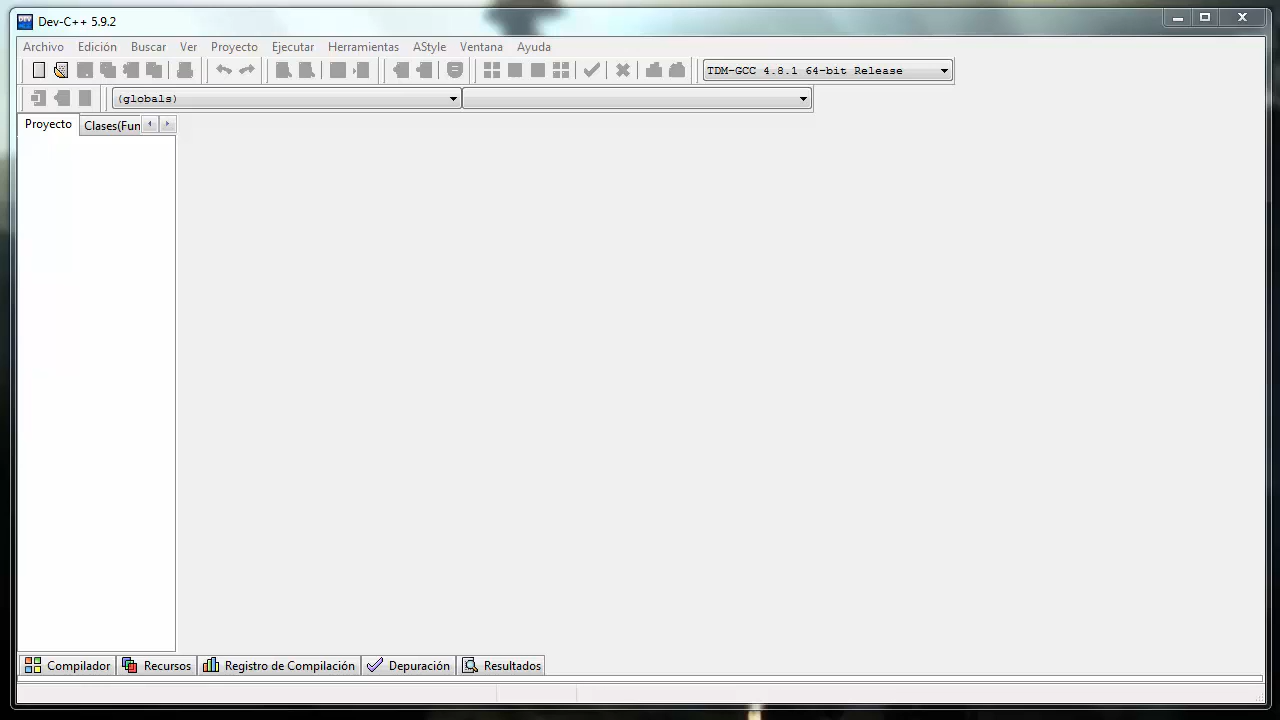 Dev-C++ 5.9.2
Archivo Edición Buscar Ver Proyecto Ejecutar Herramientas AStyle Ventana Ayuda
TDM-GCC 4.8.1 64-bit Release
(globals)
Proyecto Clases(Fun
Compilador Recursos Registro de Compilación Depuración Resultados